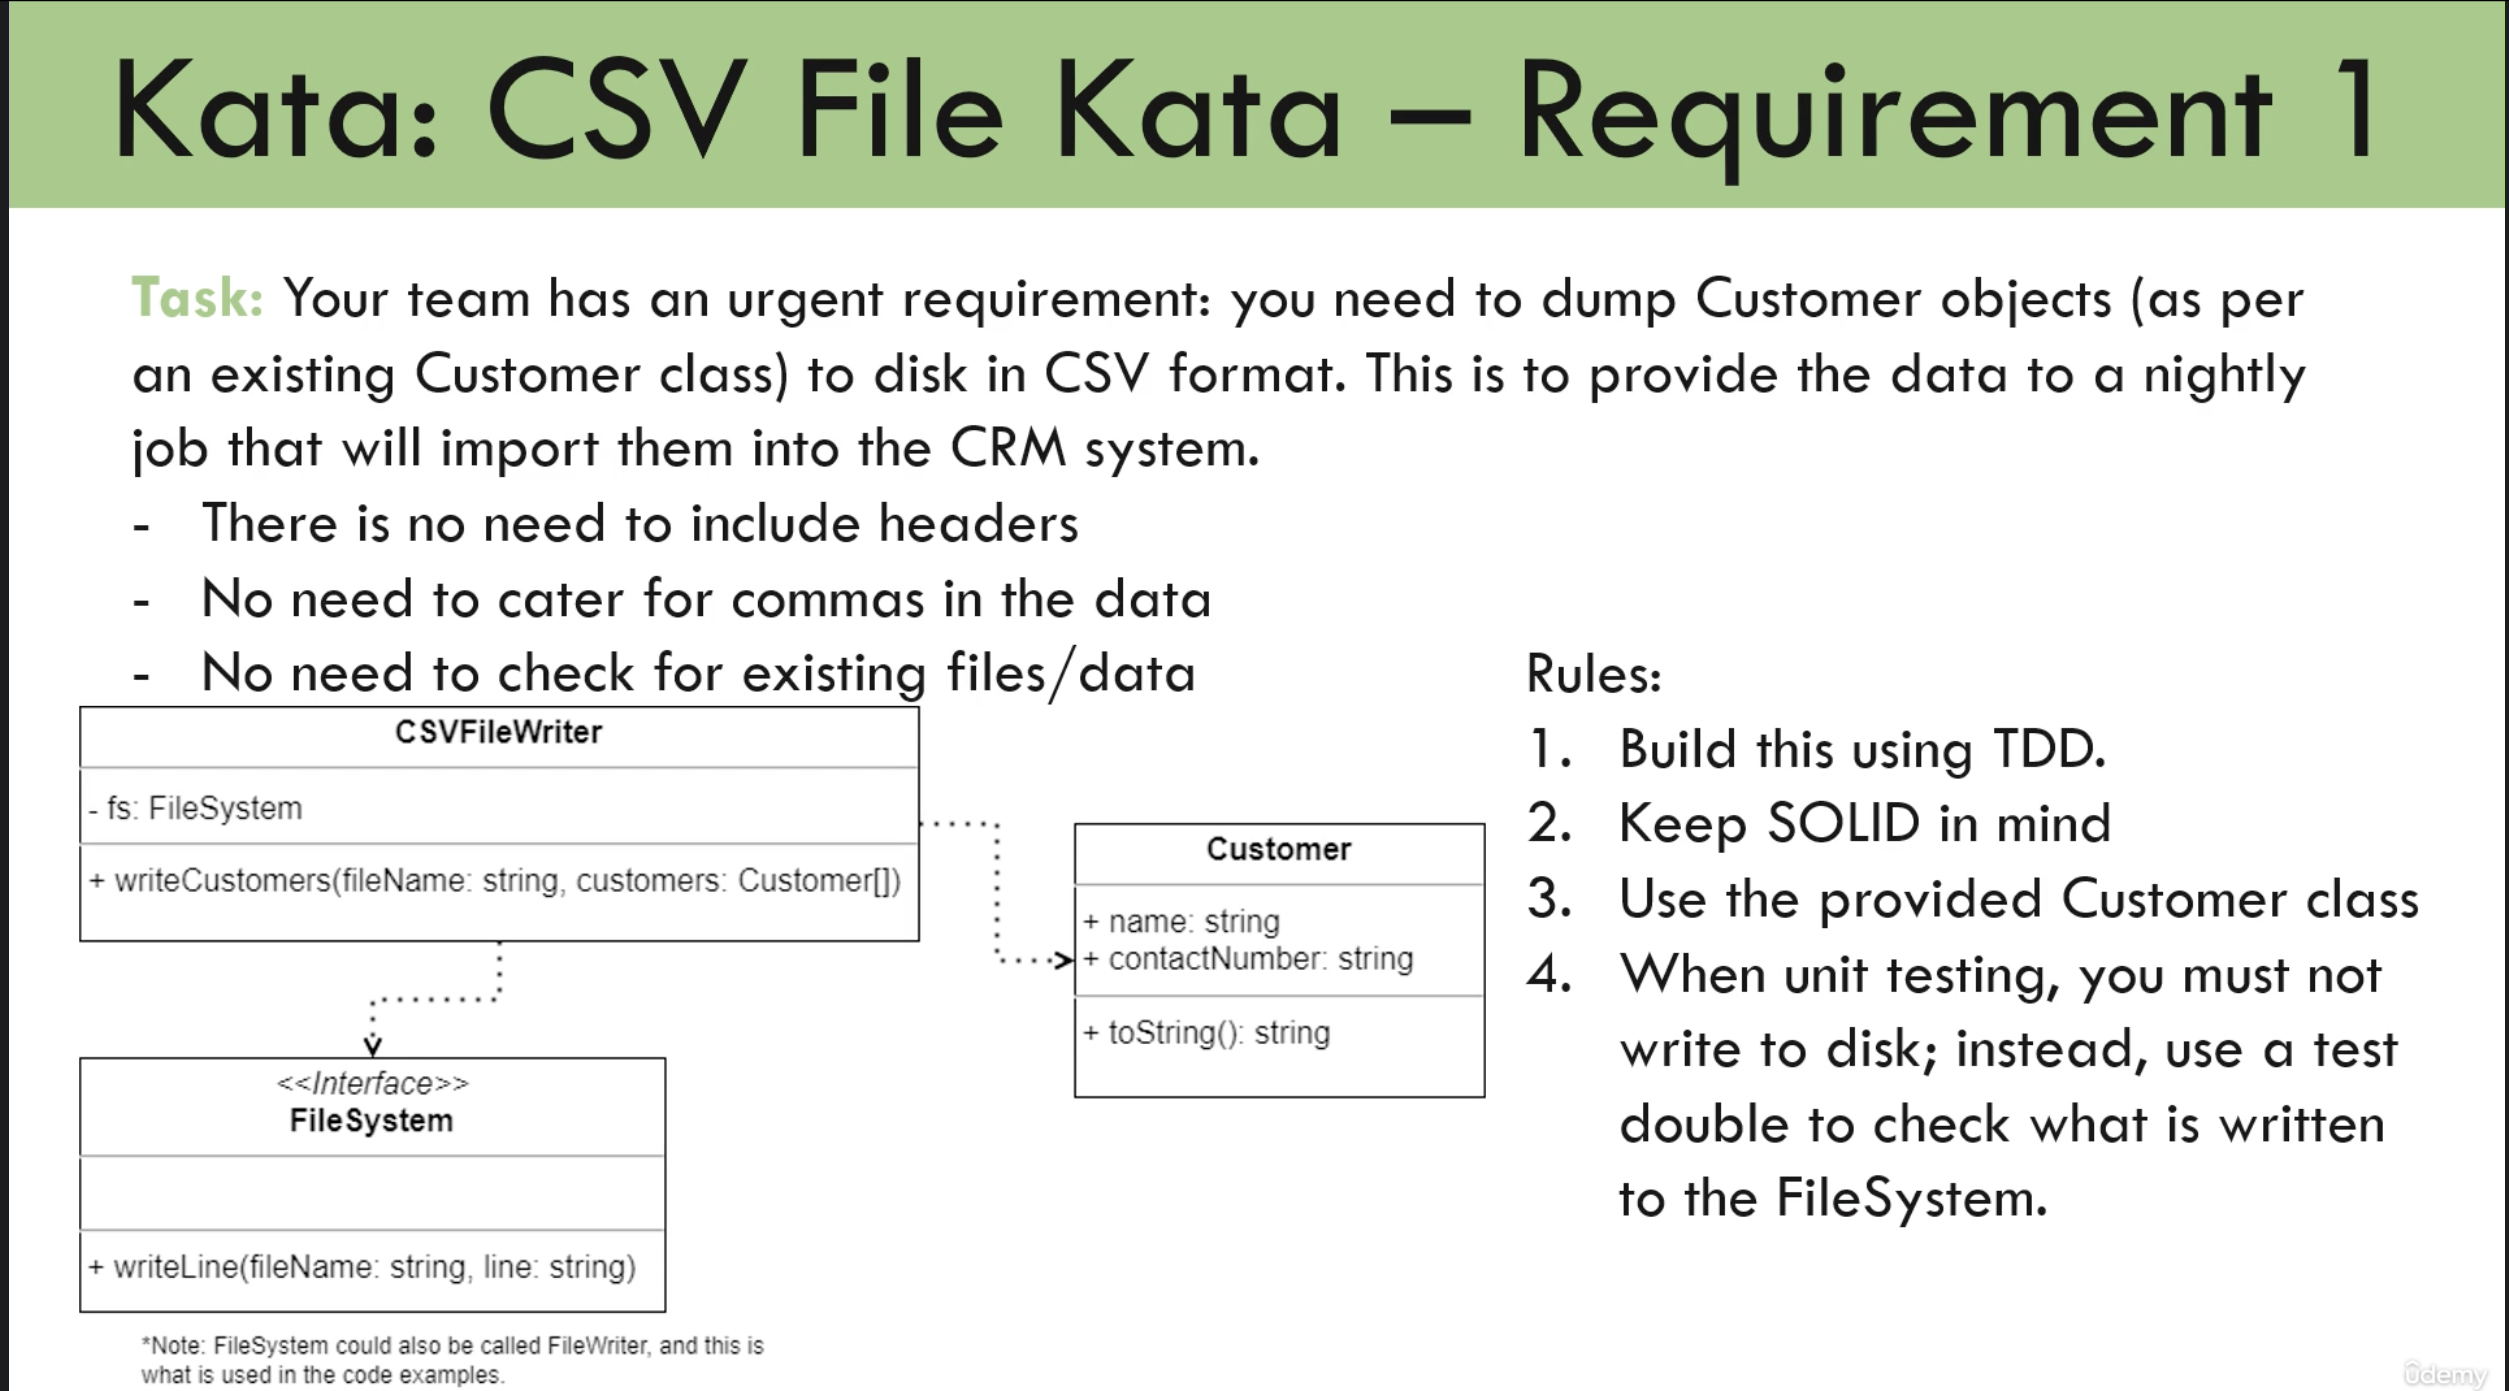 Kata: CSV File Kata – Requirement 1
Task: Your team has an urgent requirement: you need to dump Customer objects (as per
an existing Customer class) to disk in CSV format. This is to provide the data to a nightly
job that will import them into the CRM system.
- There is no need to include headers
- No need to cater for commas in the data
- No need to check for existing files/data
CSVFileWriter
- fs: FileSystem
+ writeCustomers(fileName: string, customers: Customer[])
Customer
+ name: string
+ contactNumber: string
+ toString(): string
<<Interface>>
FileSystem
+ writeLine(fileName: string, line: string)
*Note: FileSystem could also be called FileWriter, and this is
what is used in the code examples.
Rules:
1. Build this using TDD.
2. Keep SOLID in mind
3. Use the provided Customer class
4. When unit testing, you must not
write to disk; instead, use a test
double to check what is written
to the FileSystem.
ûdemy